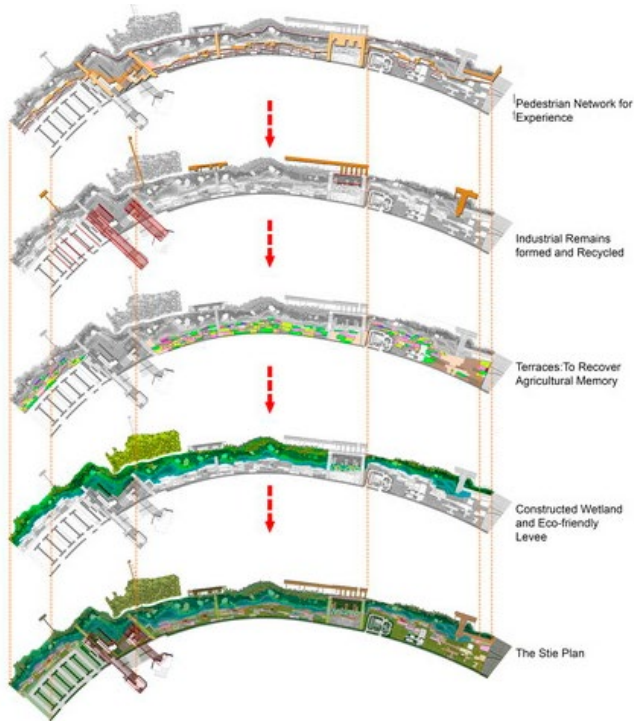 Pedestrian Network for
Experience
Industrial Remains
formed and Recycled
Terraces:To Recover
Agricultural Memory
Constructed Wetland
and Eco-friendly
Levee
The Stie Plan